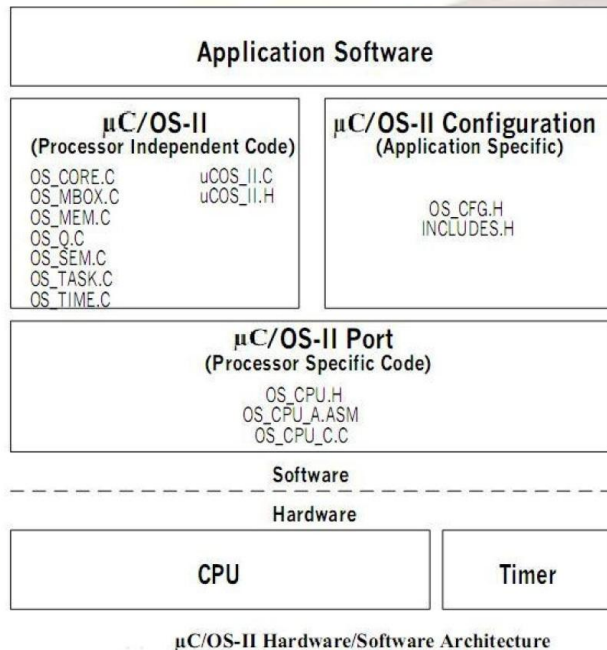 Application Software
µC/OS-II
(Processor Independent Code)
OS_CORE.C
OS_MBOX.C
OS_MEM.C
OS_Q.C
OS_SEM.C
OS_TASK.C
OS_TIME.C
uCOS_II.C
uCOS_II.H
µC/OS-II Configuration
(Application Specific)
OS_CFG.H
INCLUDES.H
µC/OS-II Port
(Processor Specific Code)
OS_CPU.H
OS_CPU_A.ASM
OS_CPU_C.C
Software
Hardware
CPU
Timer
µC/OS-II Hardware/Software Architecture